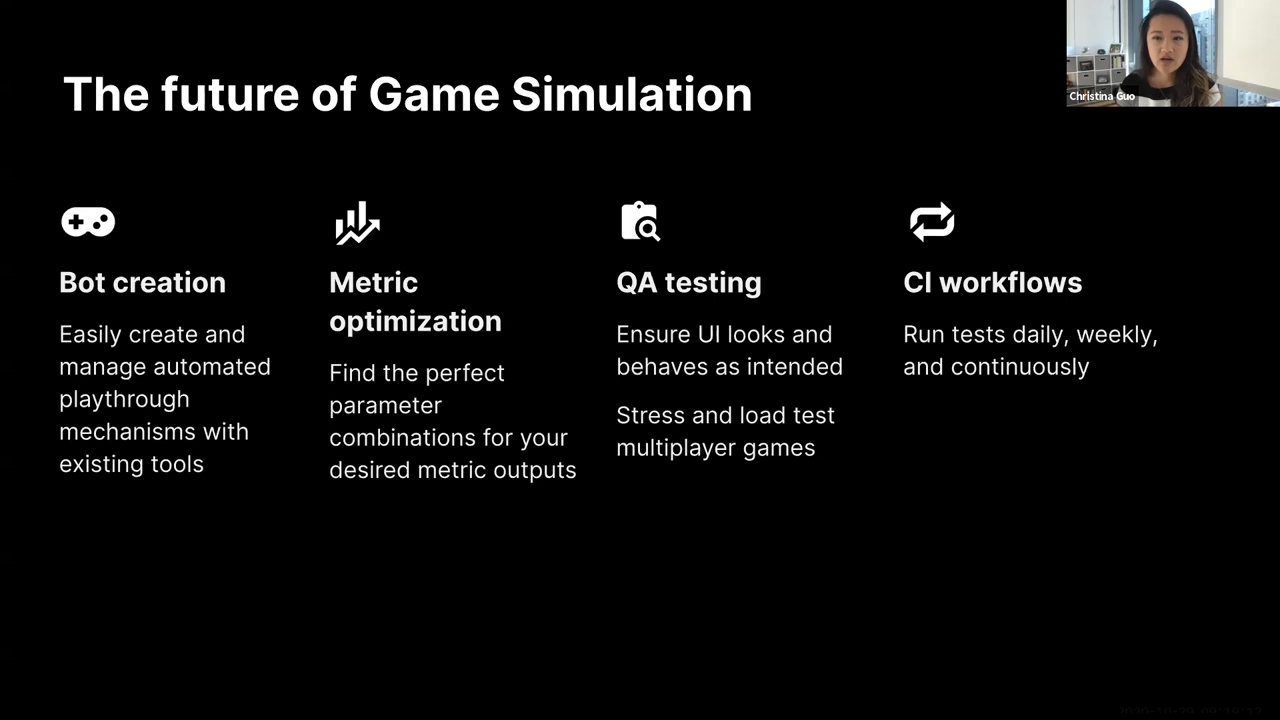 The future of Game Simulation
Christina Guo
Bot creation
Easily create and
manage automated
playthrough
mechanisms with
existing tools
Metric
optimization
Find the perfect
parameter
combinations for your
desired metric outputs
QA testing
Ensure UI looks and
behaves as intended
Stress and load test
multiplayer games
CI workflows
Run tests daily, weekly,
and continuously